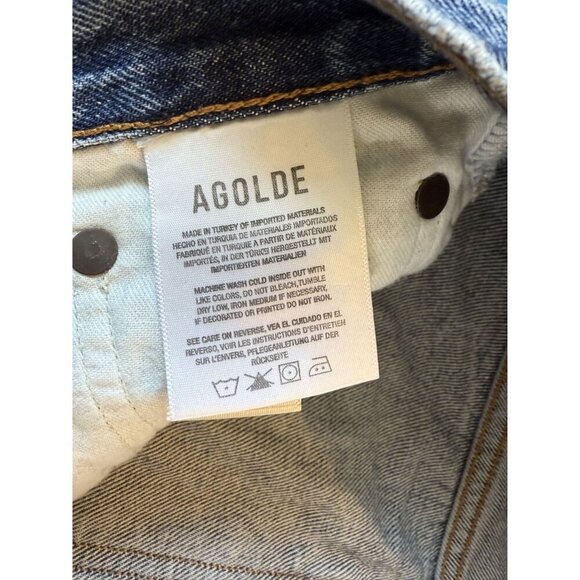 AGOLDE
MADE IN TURKEY OF IMPORTED MATERIALS
HECHO EN TURQUIA DE MATERIALES IMPORTADOS
FABRIQUÉ EN TURQUIE A PARTIR DE MATÉRIAUX
IMPORTÉS, IN DER TÜRKEI HERGESTELLT MIT
IMPORTIERTEN MATERIALIEN
MACHINE WASH COLD INSIDE OUT WITH
LIKE COLORS, DO NOT BLEACH,TUMBLE
DRY LOW, IRON MEDIUM IF NECESSARY,
IF DECORATED OR PRINTED DO NOT IRON.
SEE CARE ON REVERSE, VEA EL CUIDADO EN EL
REVERSO, VOIR LES INSTRUCTIONS D'ENTRETIEN
SUR L'ENVERS, PFLEGEANLEITUNG AUF DER
RÜCKSEITE